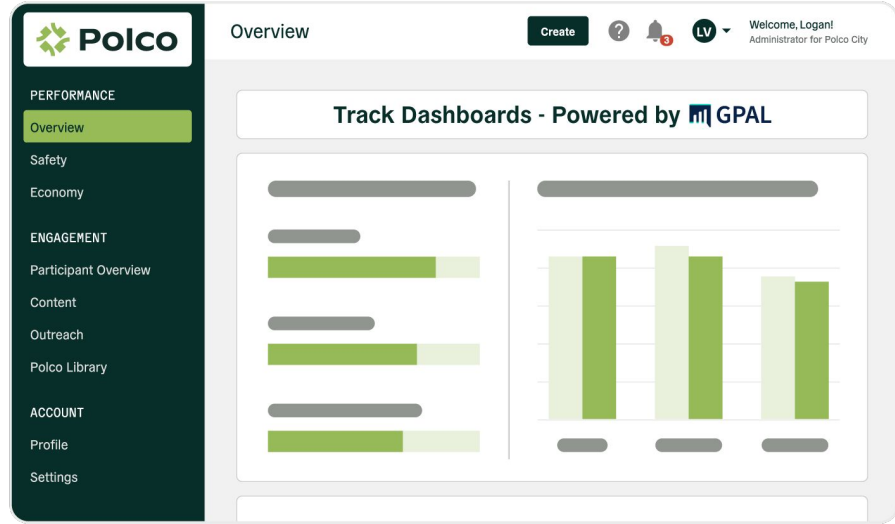 Polco
PERFORMANCE
Overview
Safety
Economy
ENGAGEMENT
Participant Overview
Content
Outreach
Polco Library
ACCOUNT
Profile
Settings
Overview
Create
?
3
LV
Welcome, Logan!
Administrator for Polco City
Track Dashboards - Powered by GPAL